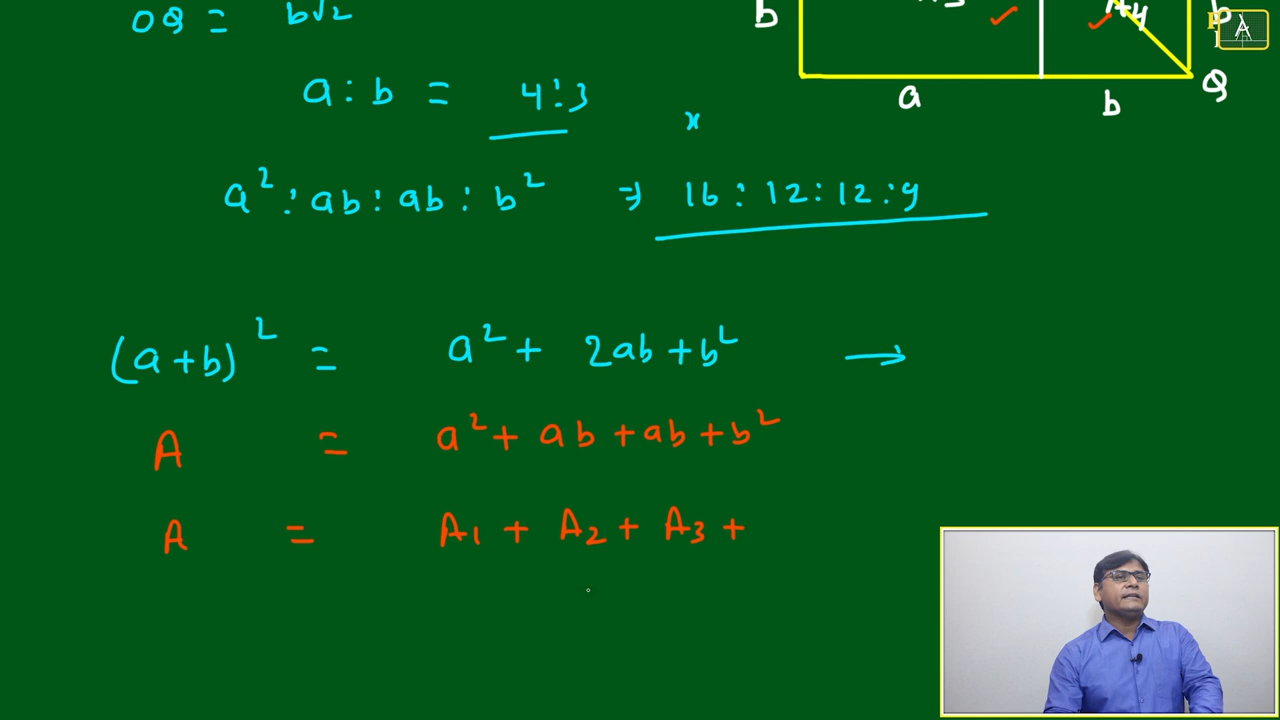 b
OQ = b√2
A
a : b = 4:3
Q
a
b
x
a² : ab : ab : b² ⇒ 16 : 12 : 12 : 9
(a+b)² = a² + 2ab + b² →
A = a² + ab + ab + b²
A = A₁ + A₂ + A₃ +